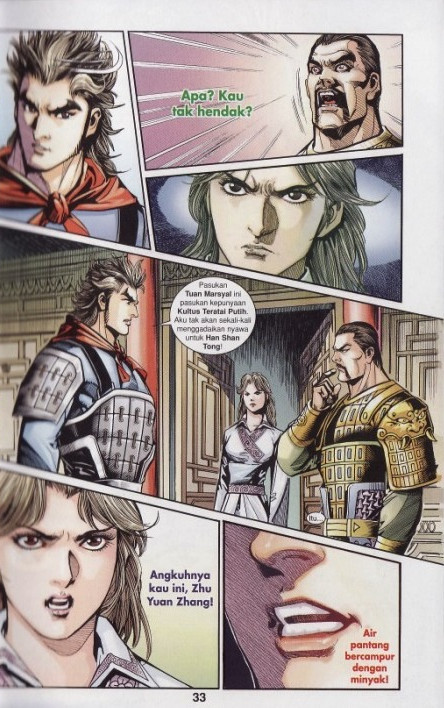 Apa? Kau
tak hendak?
Pasukan
Tuan Marsyal ini
pasukan kepunyaan
Kultus Teratai Putih.
Aku tak akan sekali-kali
menggadaikan nyawa
untuk Han Shan
Tong!
Itu...
Angkuhnya
kau ini, Zhu
Yuan Zhang!
Air
pantang
bercampur
dengan
minyak!
33